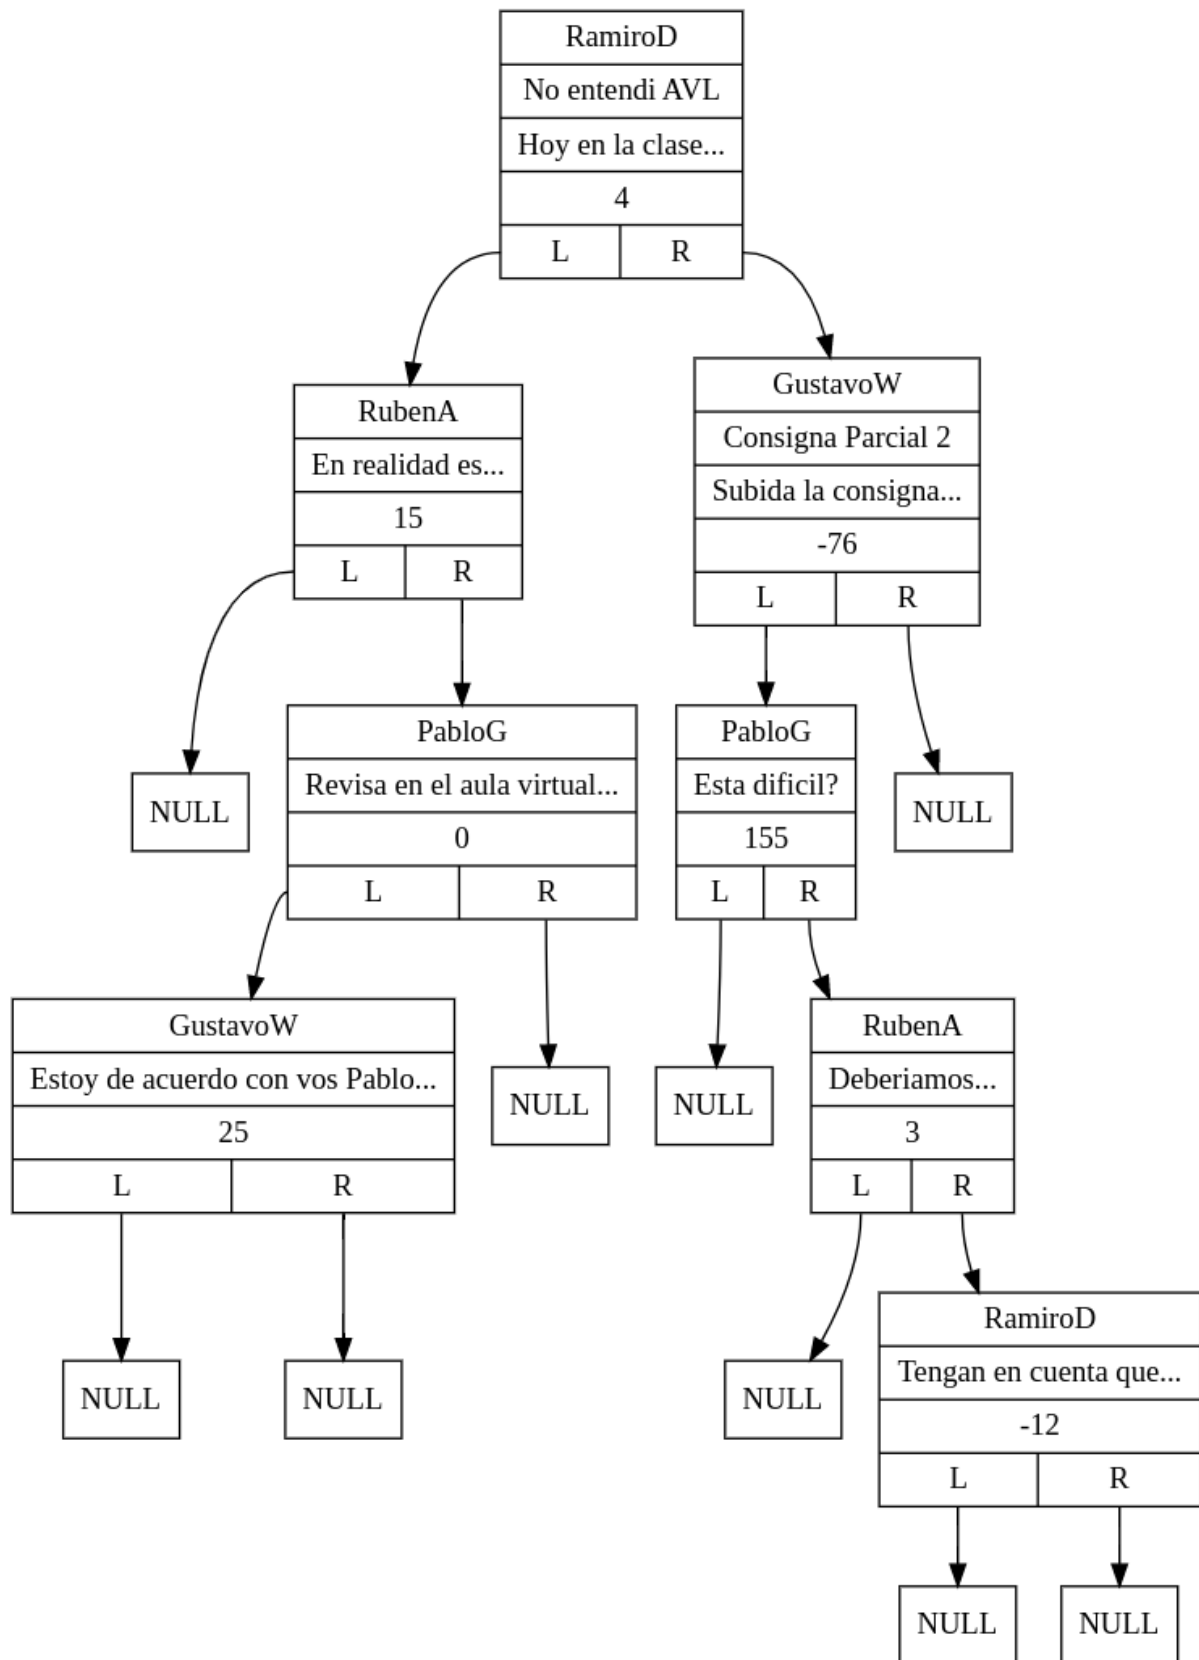 RamiroD
No entendi AVL
Hoy en la clase...
4
L R
RubenA
En realidad es...
15
L R
GustavoW
Consigna Parcial 2
Subida la consigna...
-76
L R
NULL
PabloG
Revisa en el aula virtual...
0
L R
PabloG
Esta dificil?
155
L R
NULL
GustavoW
Estoy de acuerdo con vos Pablo...
25
L R
NULL
NULL
RubenA
Deberiamos...
3
L R
NULL
NULL
NULL
RamiroD
Tengan en cuenta que...
-12
L R
NULL
NULL